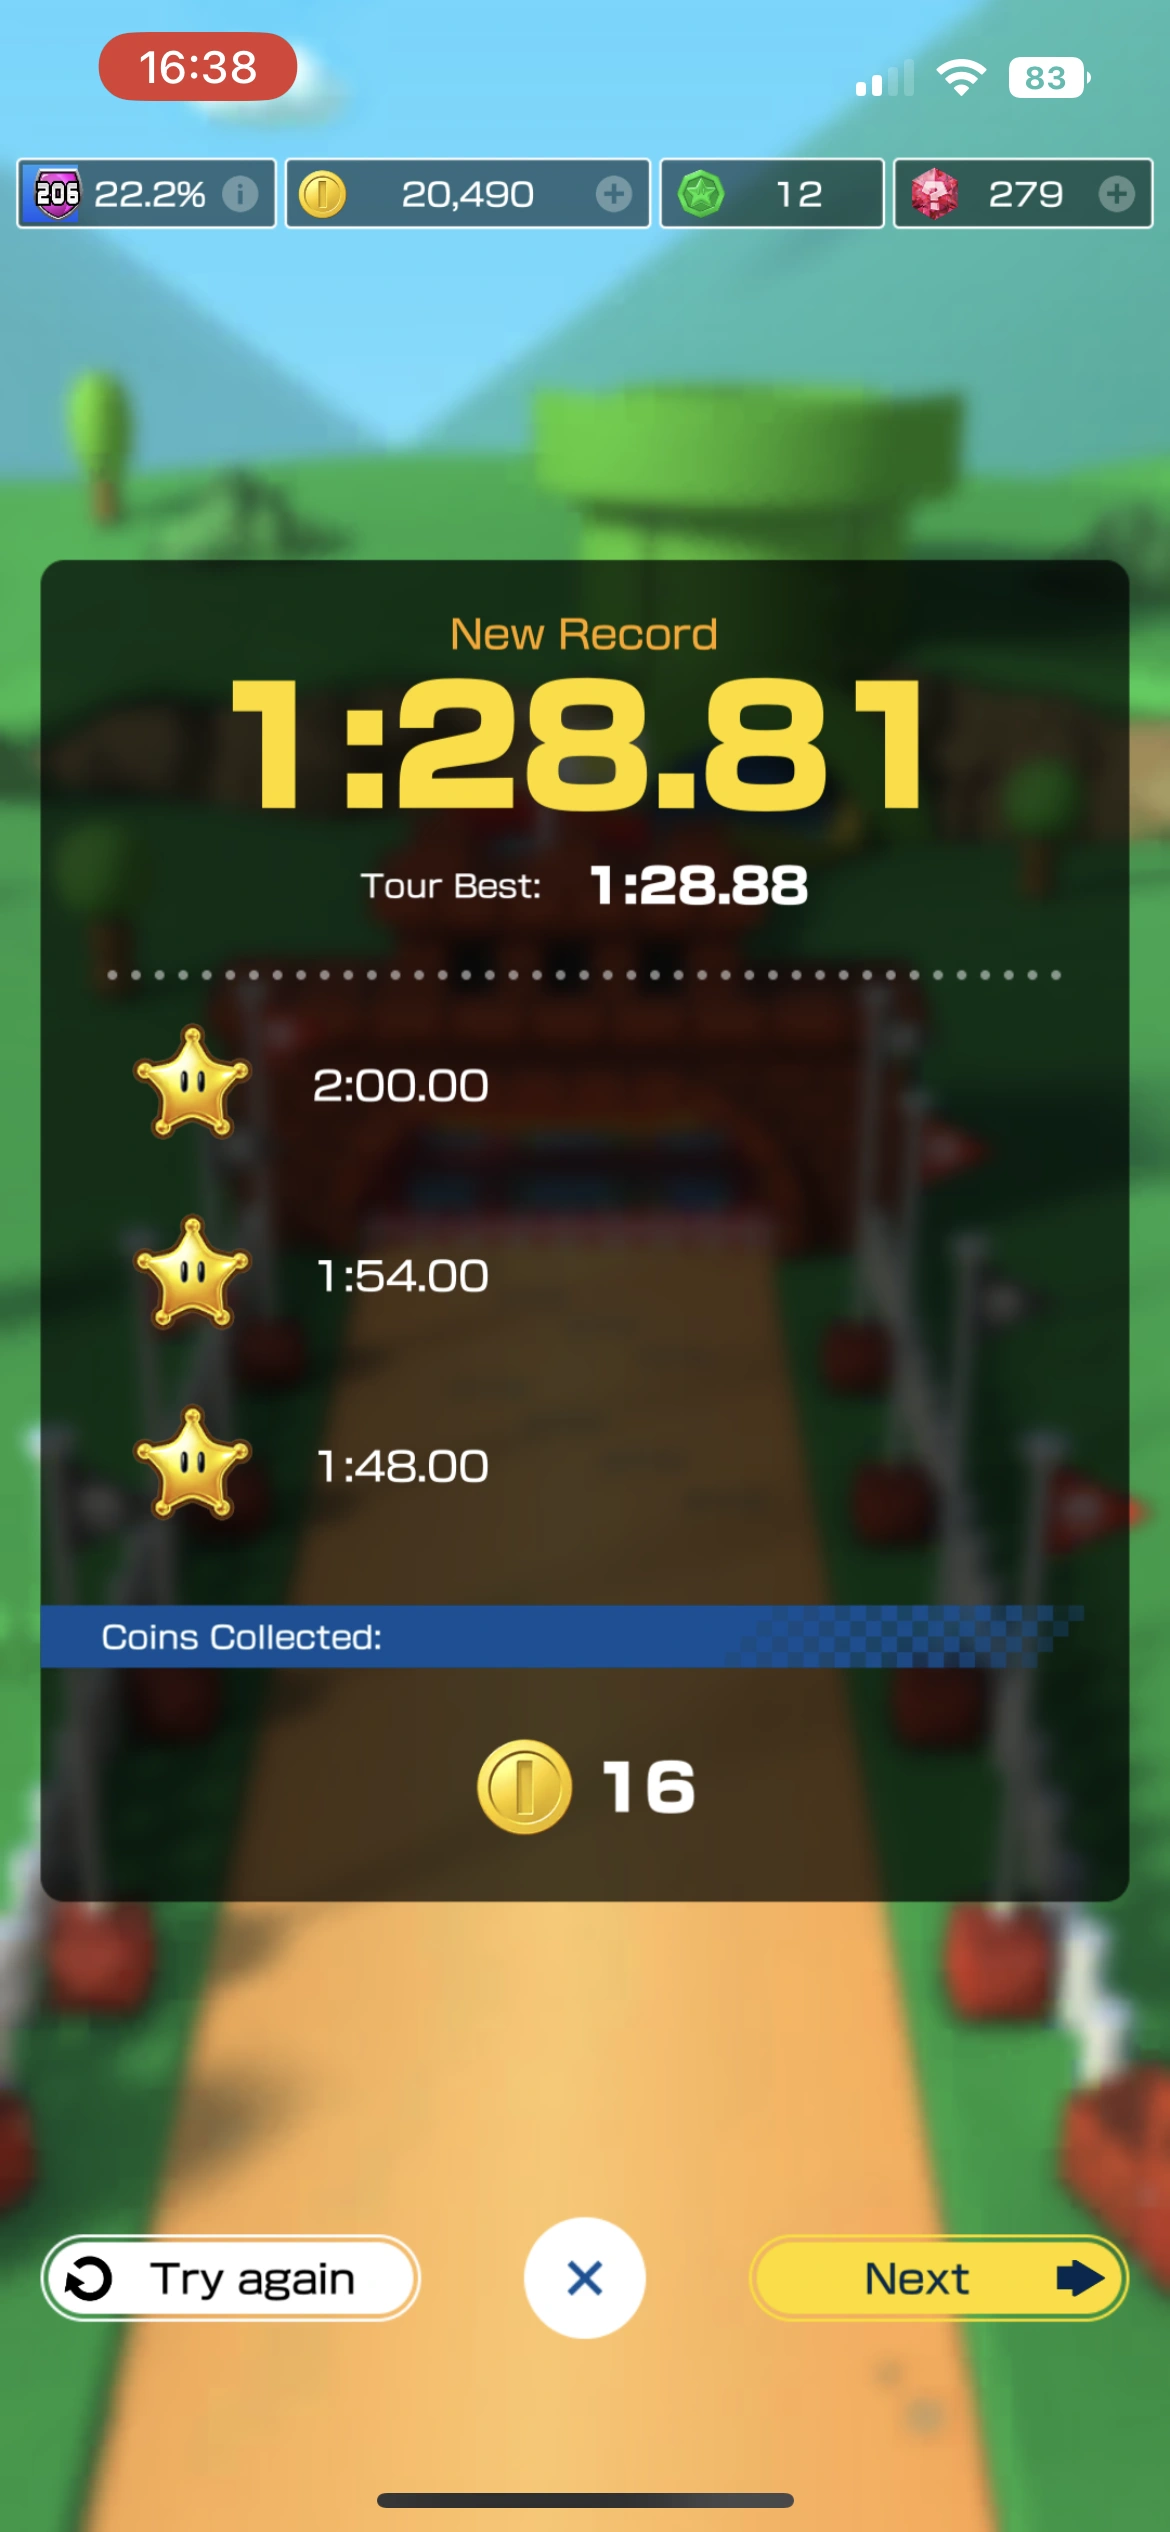 16:38
83
206 22.2% i 20,490 + 12 ? 279 +
New Record
1:28.81
Tour Best: 1:28.88
2:00.00
1:54.00
1:48.00
Coins Collected:
16
Try again × Next